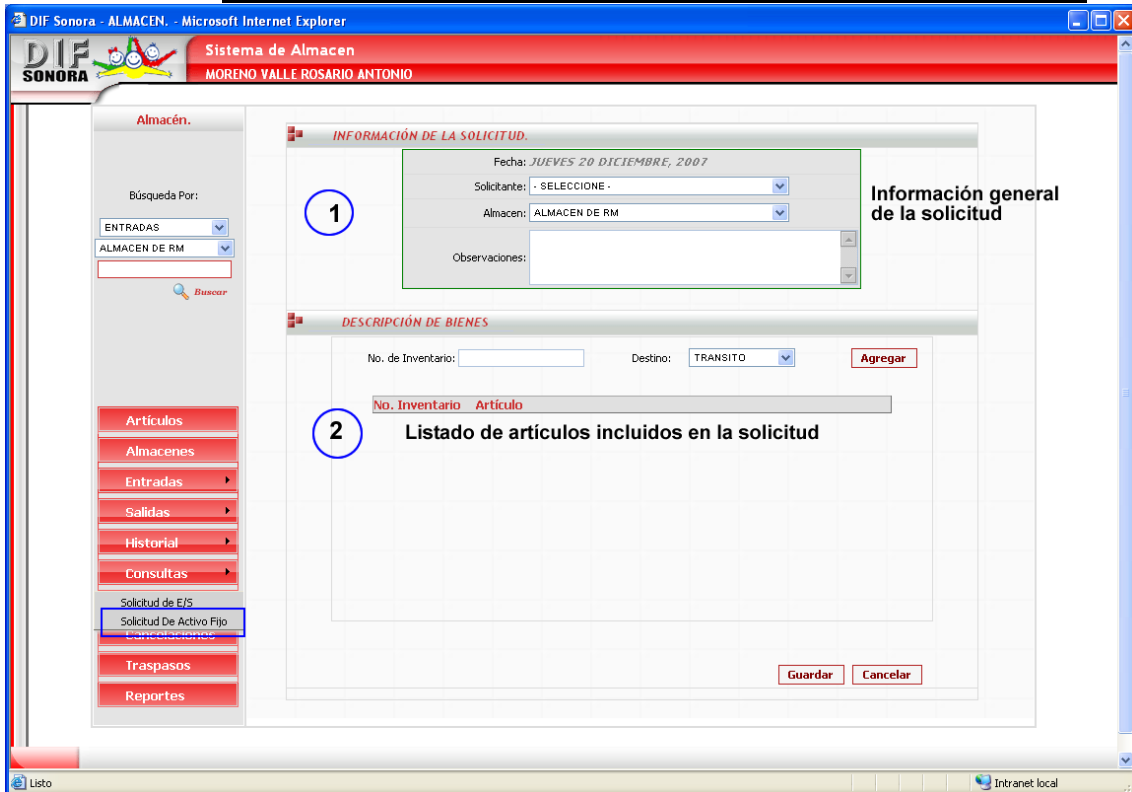 DIF Sonora - ALMACEN. - Microsoft Internet Explorer
DIF
SONORA
Sistema de Almacen
MORENO VALLE ROSARIO ANTONIO
Almacén.
Búsqueda Por:
ENTRADAS
ALMACEN DE RM
Buscar
INFORMACIÓN DE LA SOLICITUD.
Fecha: JUEVES 20 DICIEMBRE, 2007
Solicitante: - SELECCIONE -
Almacen: ALMACEN DE RM
Observaciones:
1
Información general
de la solicitud
DESCRIPCIÓN DE BIENES
No. de Inventario:
Destino: TRANSITO
Agregar
No. Inventario Artículo
2
Listado de artículos incluidos en la solicitud
Artículos
Almacenes
Entradas
Salidas
Historial
Consultas
Solicitud de E/S
Solicitud De Activo Fijo
Cancelaciones
Traspasos
Reportes
Guardar Cancelar
Listo
Intranet local